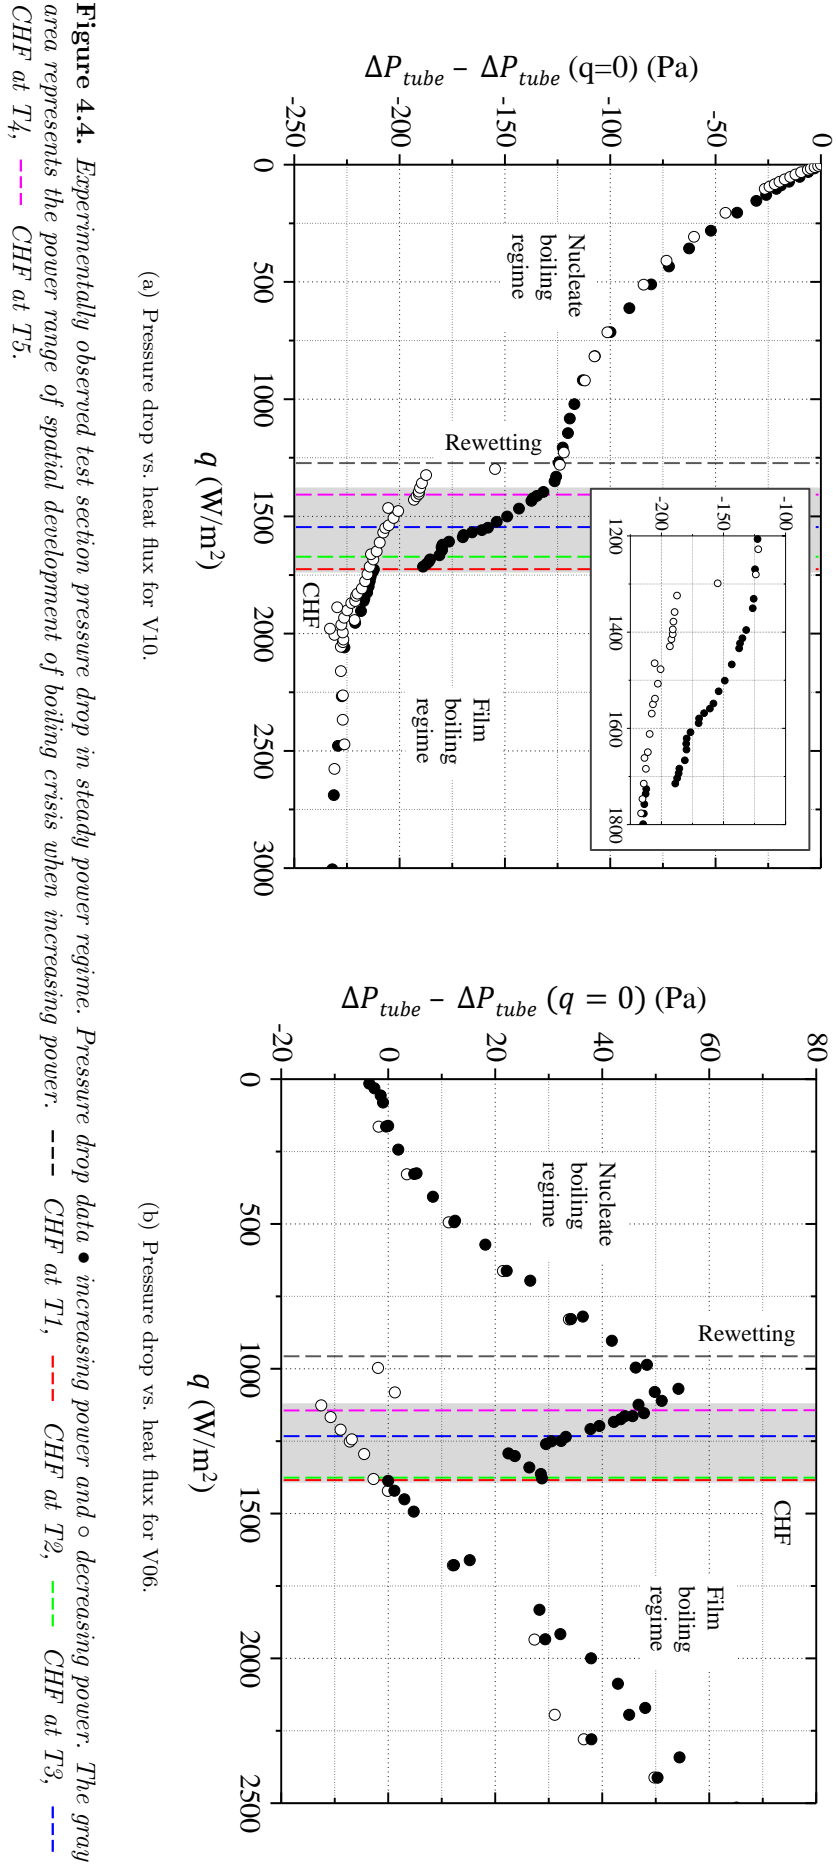 ΔP_tube − ΔP_tube (q=0) (Pa)
0
-50
-100
-150
-200
-250
0
500
1000
1500
2000
2500
3000
q (W/m²)
Nucleate
boiling
regime
Rewetting
CHF
Film
boiling
regime
-100
-150
-200
1200
1400
1600
1800
(a) Pressure drop vs. heat flux for V10.
ΔP_tube − ΔP_tube (q = 0) (Pa)
80
60
40
20
0
-20
0
500
1000
1500
2000
2500
q (W/m²)
Nucleate
boiling
regime
Rewetting
CHF
Film
boiling
regime
(b) Pressure drop vs. heat flux for V06.
Figure 4.4. Experimentally observed test section pressure drop in steady power regime. Pressure drop data ● increasing power and ○ decreasing power. The gray
area represents the power range of spatial development of boiling crisis when increasing power. --- CHF at T1, --- CHF at T2, --- CHF at T3, ---
CHF at T4, --- CHF at T5.